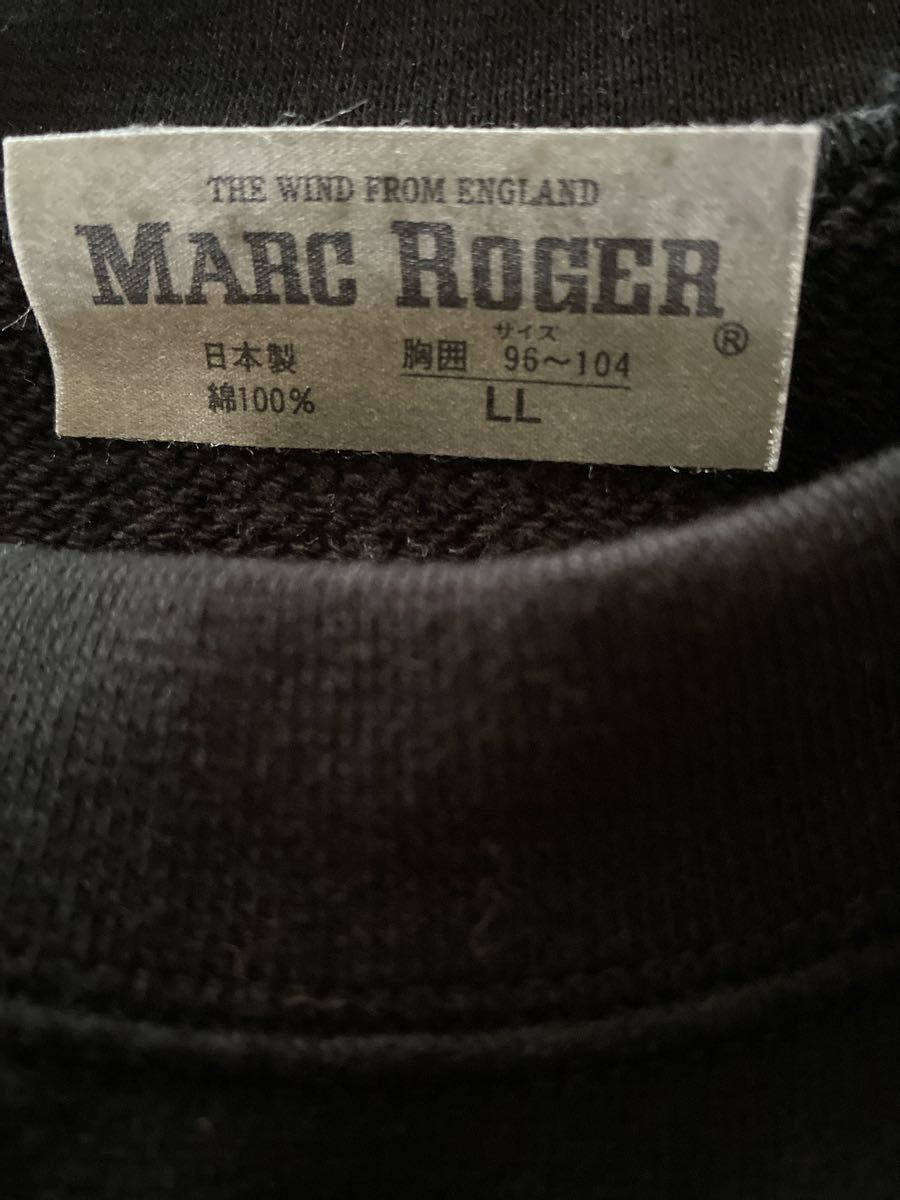 THE WIND FROM ENGLAND
MARC ROGER®
サイズ
日本製 胸囲 96〜104
綿100% LL